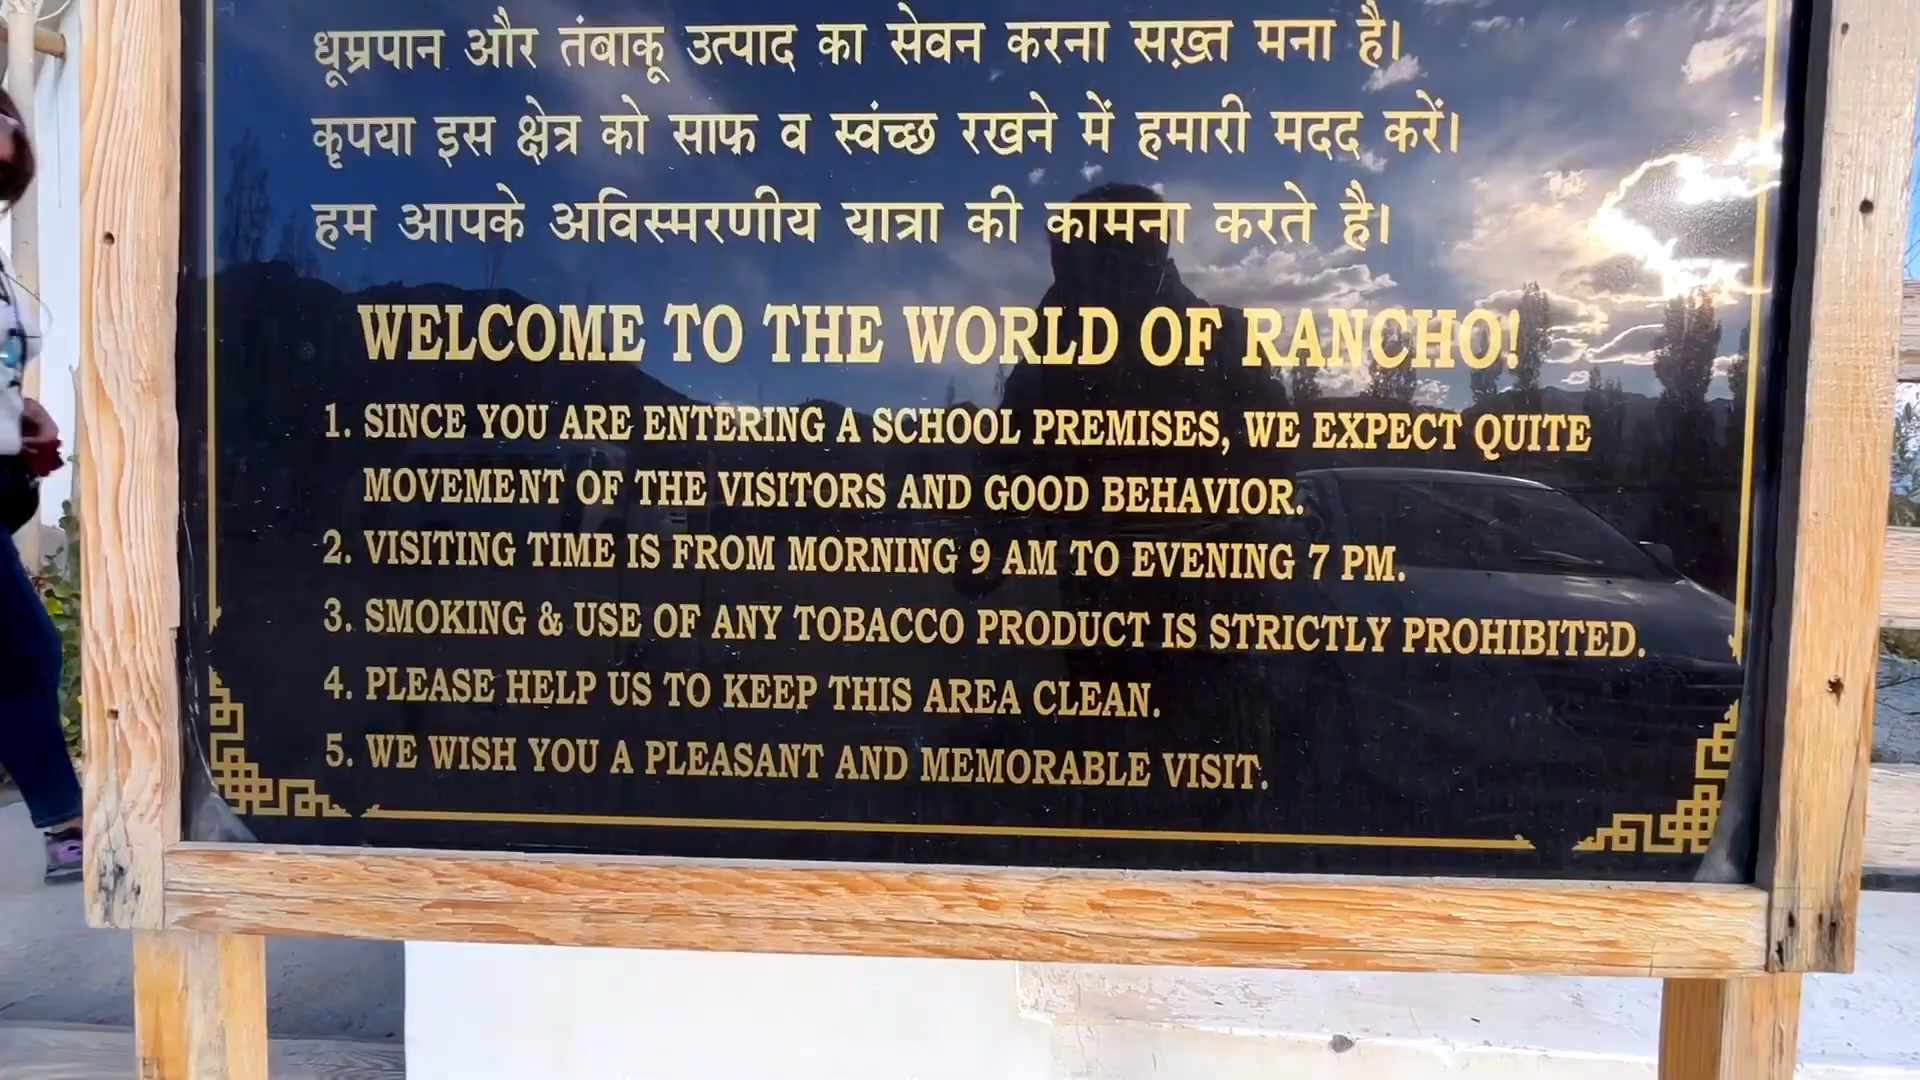 धूम्रपान और तंबाकू उत्पाद का सेवन करना सख़्त मना है।
कृपया इस क्षेत्र को साफ व स्वंच्छ रखने में हमारी मदद करें।
हम आपके अविस्मरणीय यात्रा की कामना करते है।
WELCOME TO THE WORLD OF RANCHO!
1. SINCE YOU ARE ENTERING A SCHOOL PREMISES, WE EXPECT QUITE
MOVEMENT OF THE VISITORS AND GOOD BEHAVIOR.
2. VISITING TIME IS FROM MORNING 9 AM TO EVENING 7 PM.
3. SMOKING & USE OF ANY TOBACCO PRODUCT IS STRICTLY PROHIBITED.
4. PLEASE HELP US TO KEEP THIS AREA CLEAN.
5. WE WISH YOU A PLEASANT AND MEMORABLE VISIT.